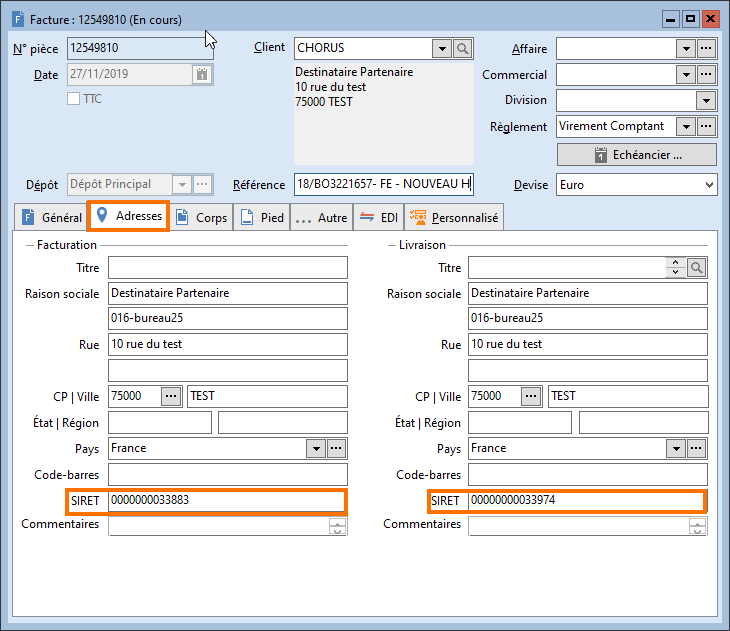 Facture : 12549810 (En cours)
N° pièce 12549810
Date 27/11/2019
TTC
Dépôt Dépôt Principal
Client CHORUS
Destinataire Partenaire
10 rue du test
75000 TEST
Référence 18/BO3221657- FE - NOUVEAU H
Affaire
Commercial
Division
Règlement Virement Comptant
Echéancier ...
Devise Euro
Général Adresses Corps Pied Autre EDI Personnalisé
Facturation
Titre
Raison sociale Destinataire Partenaire
016-bureau25
Rue 10 rue du test
CP | Ville 75000 TEST
État | Région
Pays France
Code-barres
SIRET 0000000033883
Commentaires
Livraison
Titre
Raison sociale Destinataire Partenaire
016-bureau25
Rue 10 rue du test
CP | Ville 75000 TEST
État | Région
Pays France
Code-barres
SIRET 00000000033974
Commentaires